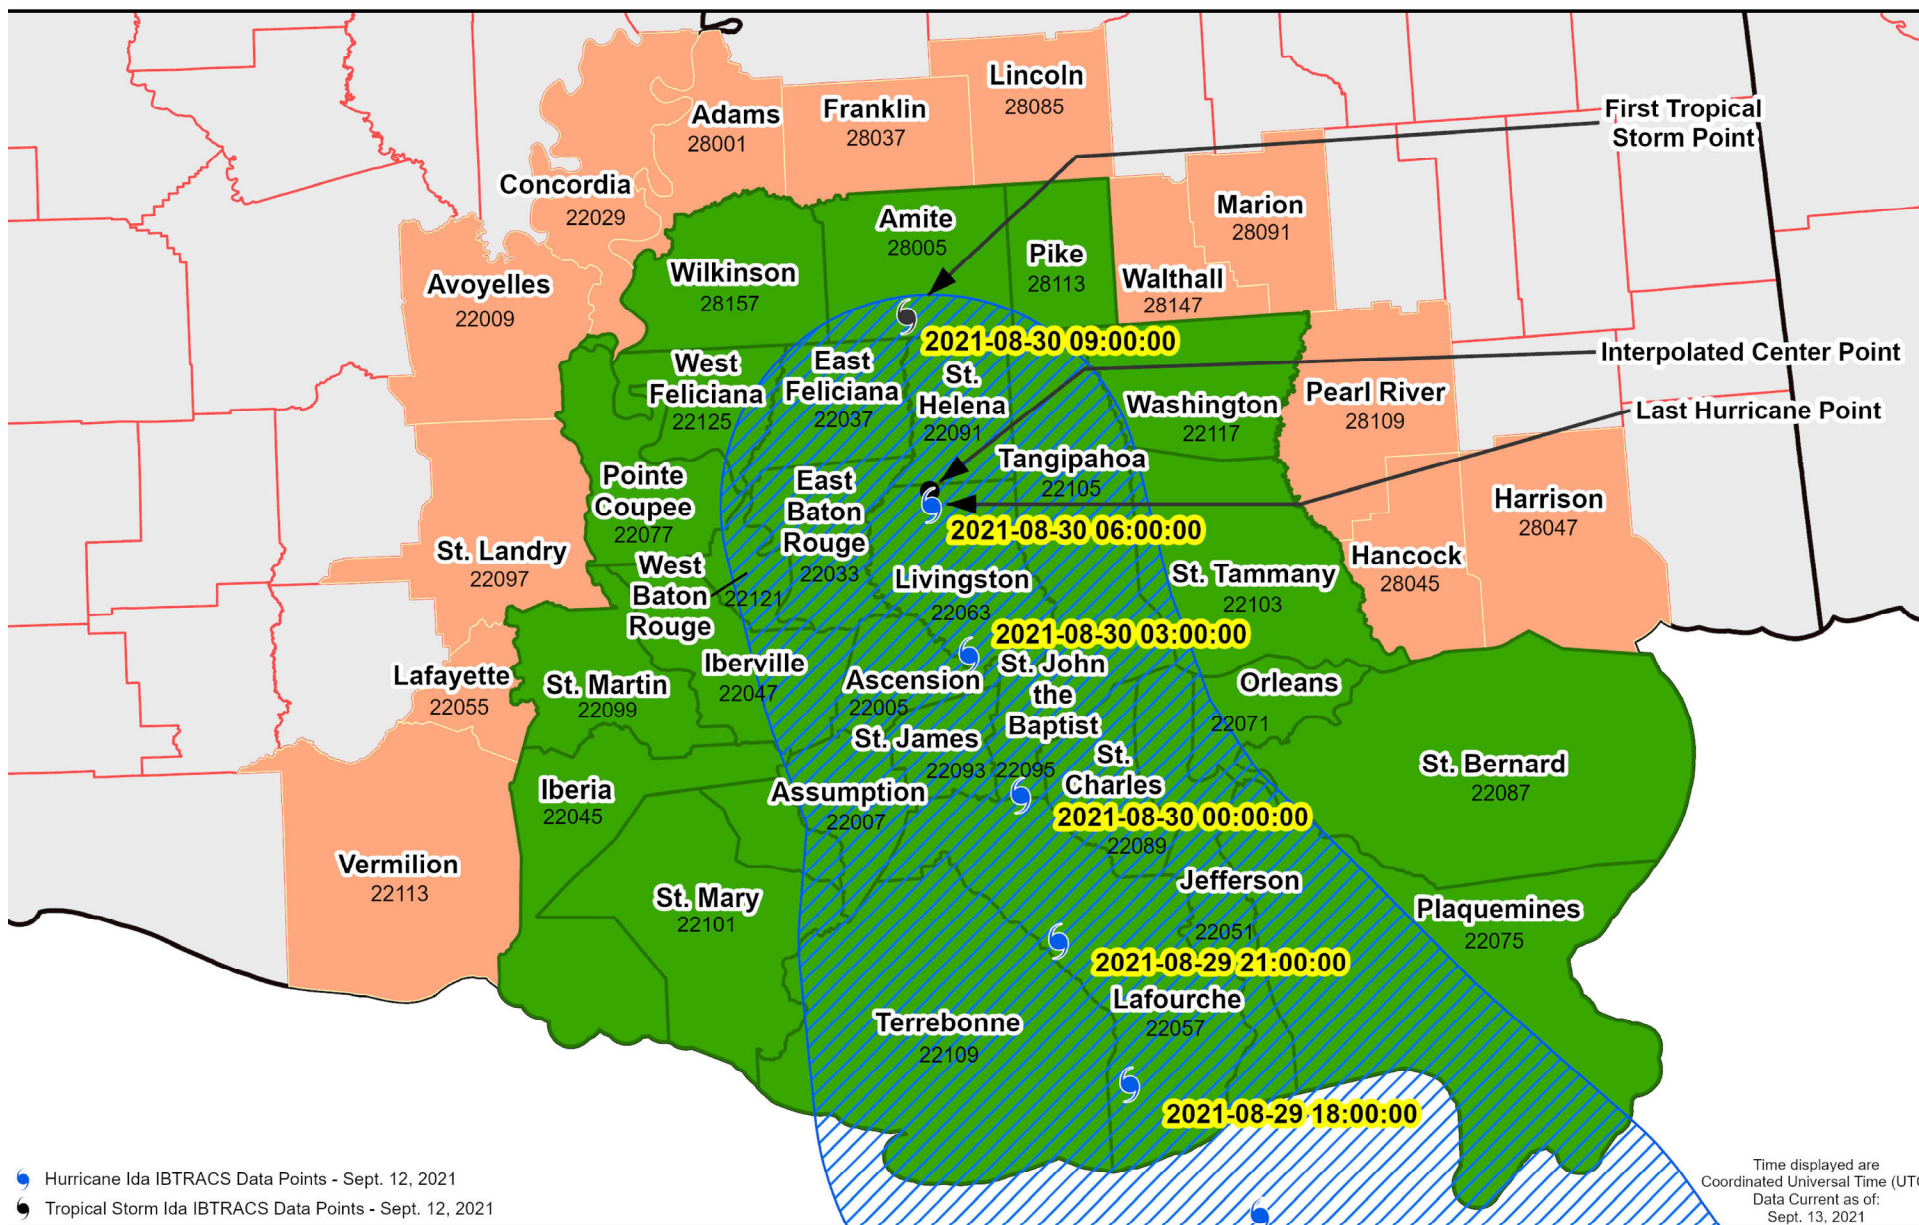 Lincoln
28085
Adams
28001
Franklin
28037
First Tropical
Storm Point
Concordia
22029
Amite
28005
Marion
28091
Pike
28113
Wilkinson
28157
Avoyelles
22009
Walthall
28147
2021-08-30 09:00:00
Interpolated Center Point
West
Feliciana
22125
East
Feliciana
22037
St.
Helena
22091
Washington
22117
Pearl River
28109
Last Hurricane Point
Tangipahoa
22105
Pointe
Coupee
22077
East
Baton
Rouge
22033
2021-08-30 06:00:00
Harrison
28047
St. Landry
22097
West
Baton
Rouge
22121
Livingston
22063
St. Tammany
22103
Hancock
28045
2021-08-30 03:00:00
Lafayette
22055
St. Martin
22099
Iberville
22047
Ascension
22005
St. John
the
Baptist
22095
Orleans
22071
St. James
22093
St.
Charles
22089
St. Bernard
22087
Iberia
22045
Assumption
22007
2021-08-30 00:00:00
Vermilion
22113
St. Mary
22101
Jefferson
22051
Plaquemines
22075
2021-08-29 21:00:00
Lafourche
22057
Terrebonne
22109
2021-08-29 18:00:00
Hurricane Ida IBTRACS Data Points - Sept. 12, 2021
Tropical Storm Ida IBTRACS Data Points - Sept. 12, 2021
Time displayed are
Coordinated Universal Time (UTC
Data Current as of:
Sept. 13, 2021